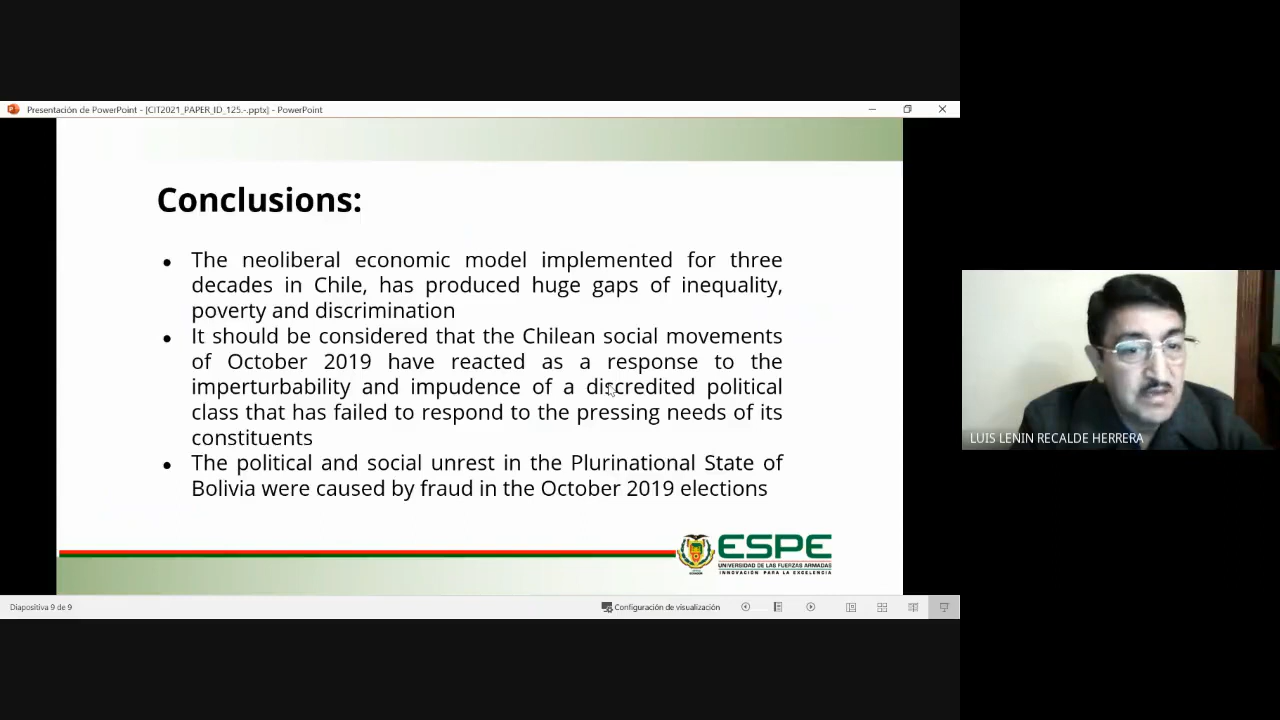 Presentación de PowerPoint - [CIT2021_PAPER_ID_125.-.pptx] - PowerPoint
Conclusions:
● The neoliberal economic model implemented for three
decades in Chile, has produced huge gaps of inequality,
poverty and discrimination
● It should be considered that the Chilean social movements
of October 2019 have reacted as a response to the
imperturbability and impudence of a discredited political
class that has failed to respond to the pressing needs of its
constituents
● The political and social unrest in the Plurinational State of
Bolivia were caused by fraud in the October 2019 elections
ESPE
UNIVERSIDAD DE LAS FUERZAS ARMADAS
INNOVACIÓN PARA LA EXCELENCIA
LUIS LENIN RECALDE HERRERA
Diapositiva 9 de 9
Configuración de visualización